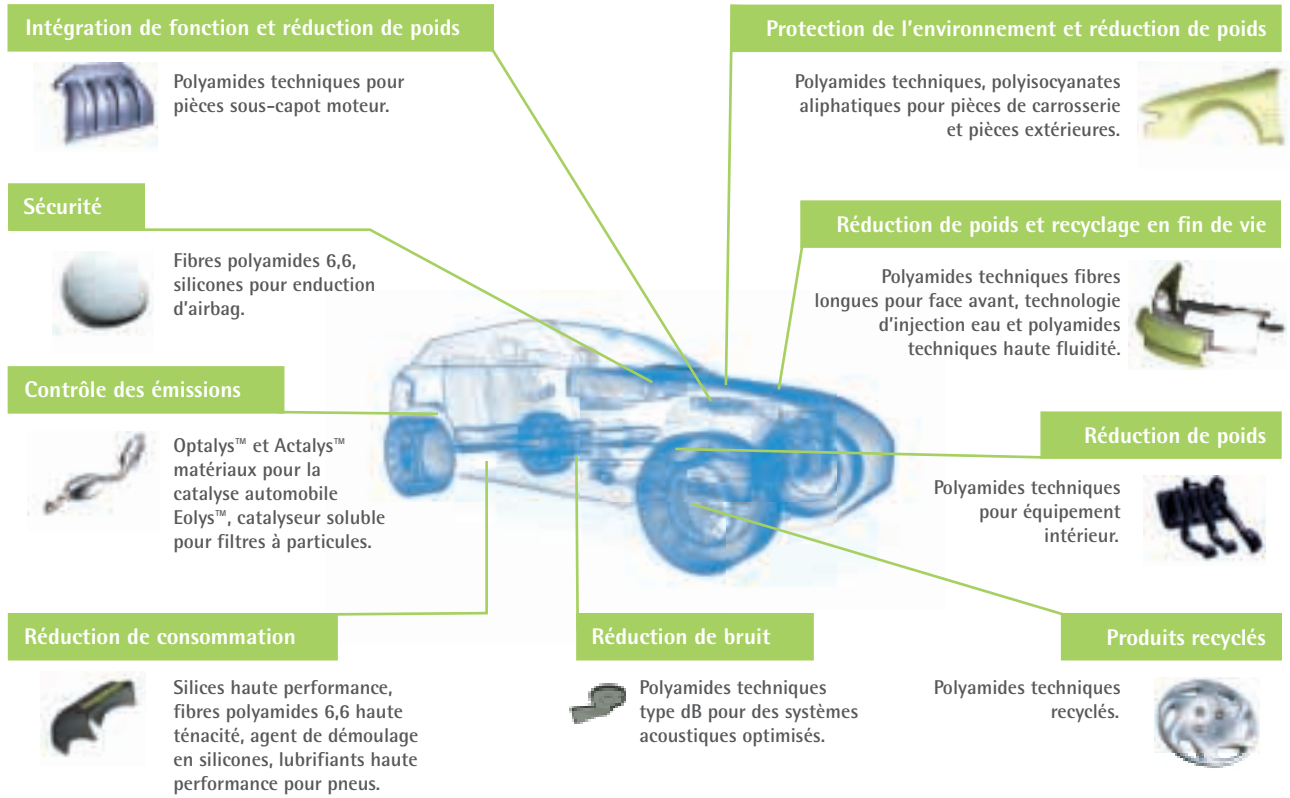 Intégration de fonction et réduction de poids
Polyamides techniques pour
pièces sous-capot moteur.
Sécurité
Fibres polyamides 6,6,
silicones pour enduction
d'airbag.
Contrôle des émissions
Optalys™ et Actalys™
matériaux pour la
catalyse automobile
Eolys™, catalyseur soluble
pour filtres à particules.
Réduction de consommation
Silices haute performance,
fibres polyamides 6,6 haute
ténacité, agent de démoulage
en silicones, lubrifiants haute
performance pour pneus.
Réduction de bruit
Polyamides techniques
type dB pour des systèmes
acoustiques optimisés.
Protection de l'environnement et réduction de poids
Polyamides techniques, polyisocyanates
aliphatiques pour pièces de carrosserie
et pièces extérieures.
Réduction de poids et recyclage en fin de vie
Polyamides techniques fibres
longues pour face avant, technologie
d'injection eau et polyamides
techniques haute fluidité.
Réduction de poids
Polyamides techniques
pour équipement
intérieur.
Produits recyclés
Polyamides techniques
recyclés.